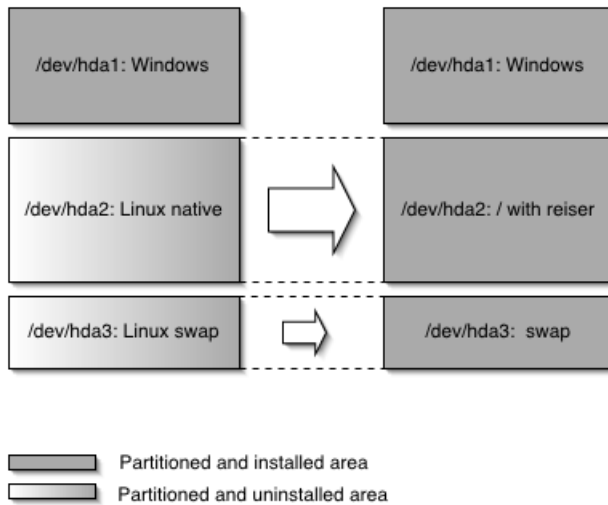 /dev/hda1: Windows
/dev/hda1: Windows
/dev/hda2: Linux native
/dev/hda2: / with reiser
/dev/hda3: Linux swap
/dev/hda3:  swap
Partitioned and installed area
Partitioned and uninstalled area